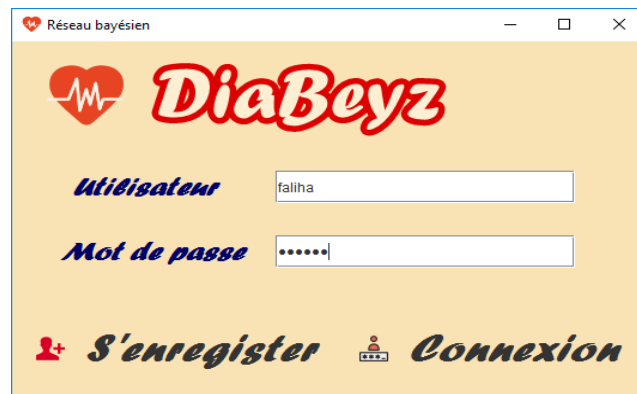 Réseau bayésien
DiaBeyz
Utilisateur faliha
Mot de passe ••••••
S'enregister Connexion